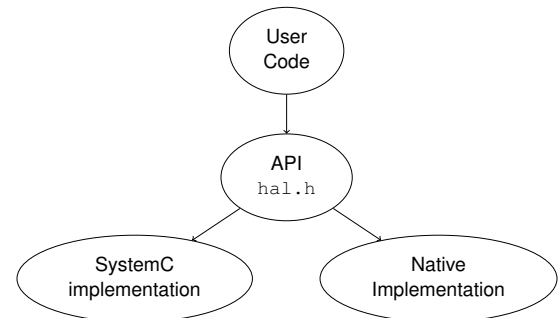 User
Code
API
hal.h
SystemC
implementation
Native
Implementation